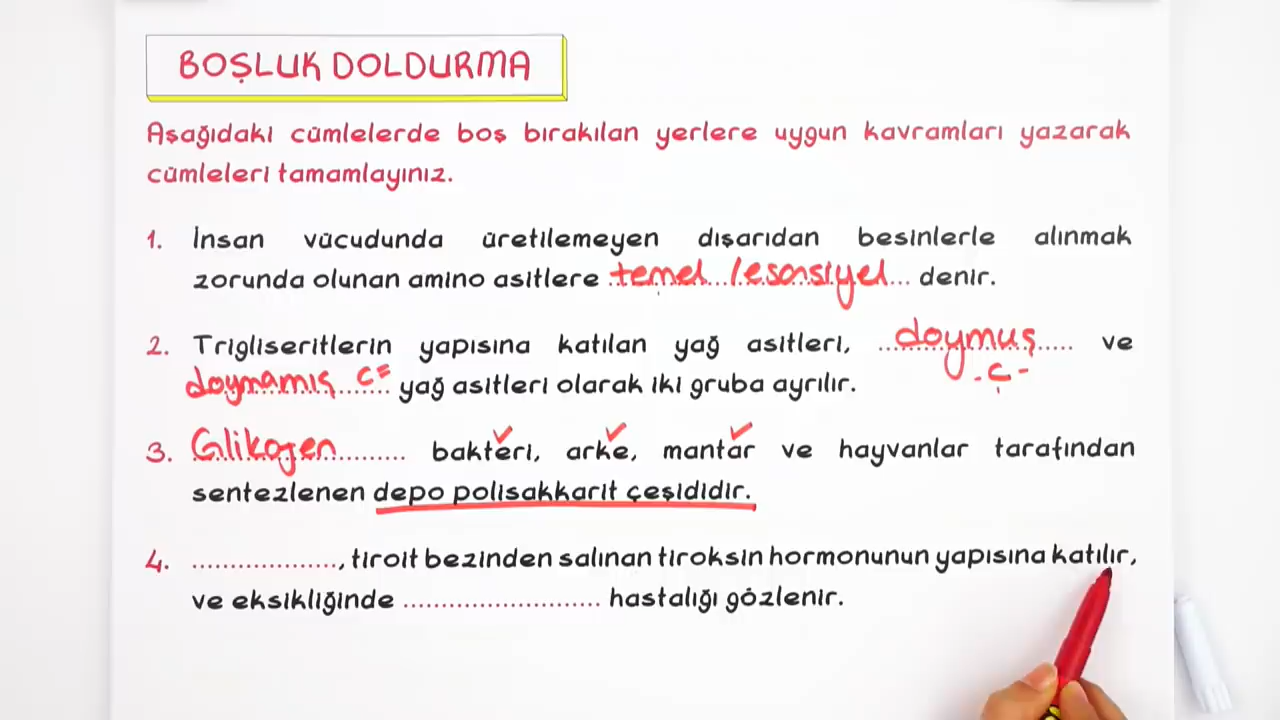 BOŞLUK DOLDURMA
Aşağıdaki cümlelerde boş bırakılan yerlere uygun kavramları yazarak
cümleleri tamamlayınız.
1. İnsan vücudunda üretilemeyen dışarıdan besinlerle alınmak
zorunda olunan amino asitlere temel / esansiyel denir.
2. Trigliseritlerin yapısına katılan yağ asitleri, doymuş ve
-C-
doymamış C= yağ asitleri olarak iki gruba ayrılır.
3. Glikojen bakteri, arke, mantar ve hayvanlar tarafından
sentezlenen depo polisakkarit çeşididir.
4. ..................., tiroit bezinden salınan tiroksin hormonunun yapısına katılır,
ve eksikliğinde .......................... hastalığı gözlenir.